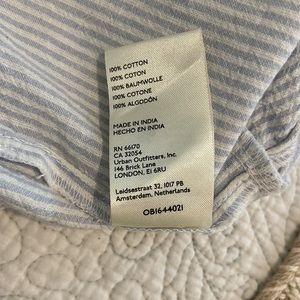 100% COTTON
100% COTON
100% BAUMWOLLE
100% COTONE
100% ALGODÓN
MADE IN INDIA
HECHO EN INDIA
RN 66170
CA 32054
Urban Outfitters, Inc.
146 Brick Lane
LONDON, E1 6RU
Leidsestraat 32, 1017 PB
Amsterdam, Netherlands
OB1644021